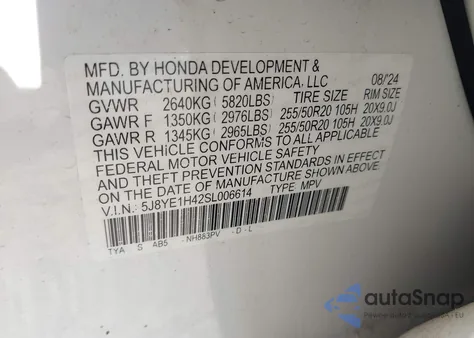 MFD. BY HONDA DEVELOPMENT &
MANUFACTURING OF AMERICA, LLC 08/24
GVWR 2640KG (5820LBS) TIRE SIZE RIM SIZE
GAWR F 1350KG (2976LBS) 255/50R20 105H 20X9.0J
GAWR R 1345KG (2965LBS) 255/50R20 105H 20X9.0J
THIS VEHICLE CONFORMS TO ALL APPLICABLE
FEDERAL MOTOR VEHICLE SAFETY
AND THEFT PREVENTION STANDARDS IN EFFECT
ON THE DATE OF MANUFACTURE SHOWN ABOVE.
V.I.N.: 5J8YE1H42SL006614 TYPE MPV
TYA S AB5 -NH883PV -D-L
autoSnap